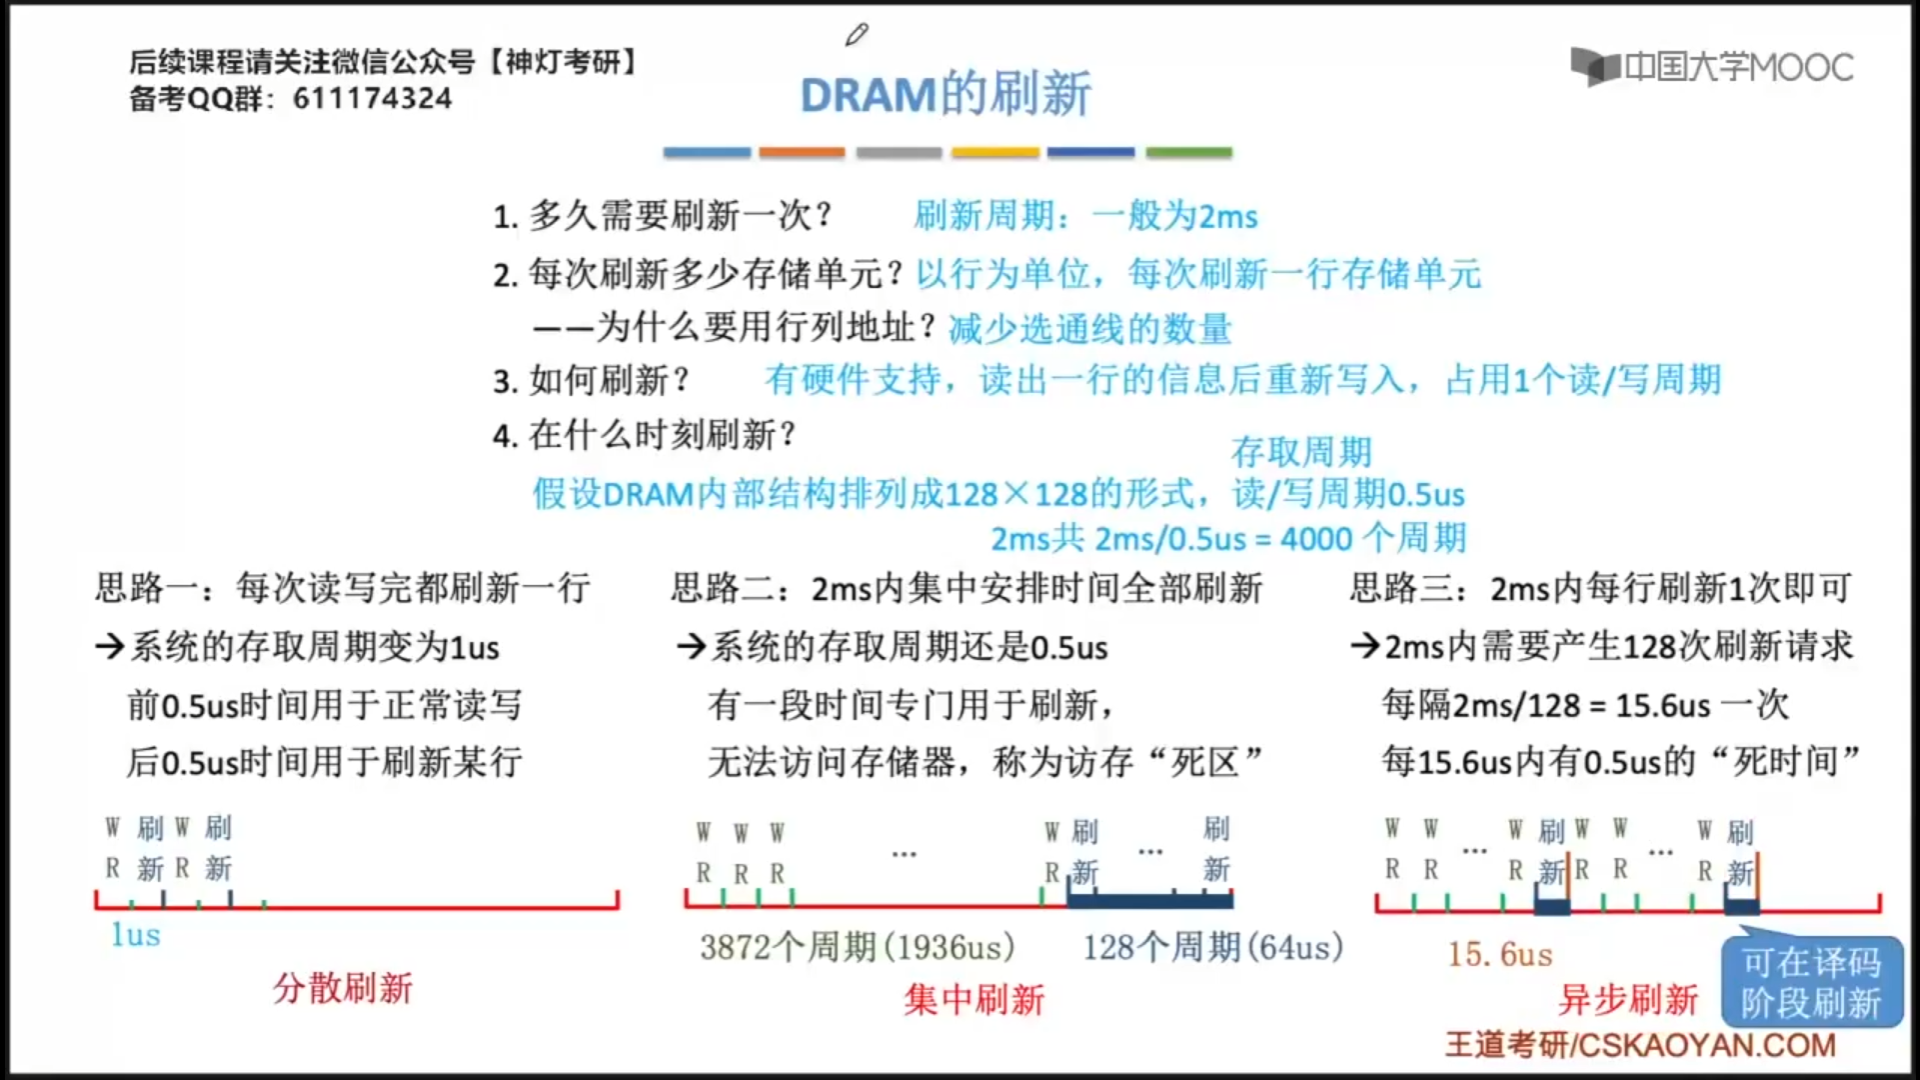 后续课程请关注微信公众号【神灯考研】
备考QQ群：611174324
中国大学MOOC
DRAM的刷新
1. 多久需要刷新一次？ 刷新周期：一般为2ms
2. 每次刷新多少存储单元？以行为单位，每次刷新一行存储单元
——为什么要用行列地址？减少选通线的数量
3. 如何刷新？ 有硬件支持，读出一行的信息后重新写入，占用1个读/写周期
4. 在什么时刻刷新？
存取周期
假设DRAM内部结构排列成128×128的形式，读/写周期0.5us
2ms共 2ms/0.5us = 4000 个周期
思路一：每次读写完都刷新一行
→系统的存取周期变为1us
前0.5us时间用于正常读写
后0.5us时间用于刷新某行
W 刷 W 刷
R 新 R 新
1us
分散刷新
思路二：2ms内集中安排时间全部刷新
→系统的存取周期还是0.5us
有一段时间专门用于刷新，
无法访问存储器，称为访存“死区”
W W W ... W 刷 ... 刷
R R R R 新 新
3872个周期(1936us) 128个周期(64us)
集中刷新
思路三：2ms内每行刷新1次即可
→2ms内需要产生128次刷新请求
每隔2ms/128 = 15.6us 一次
每15.6us内有0.5us的“死时间”
W W ... W 刷 W W ... W 刷
R R R 新 R R R 新
15.6us
异步刷新
可在译码
阶段刷新
王道考研/CSKAOYAN.COM